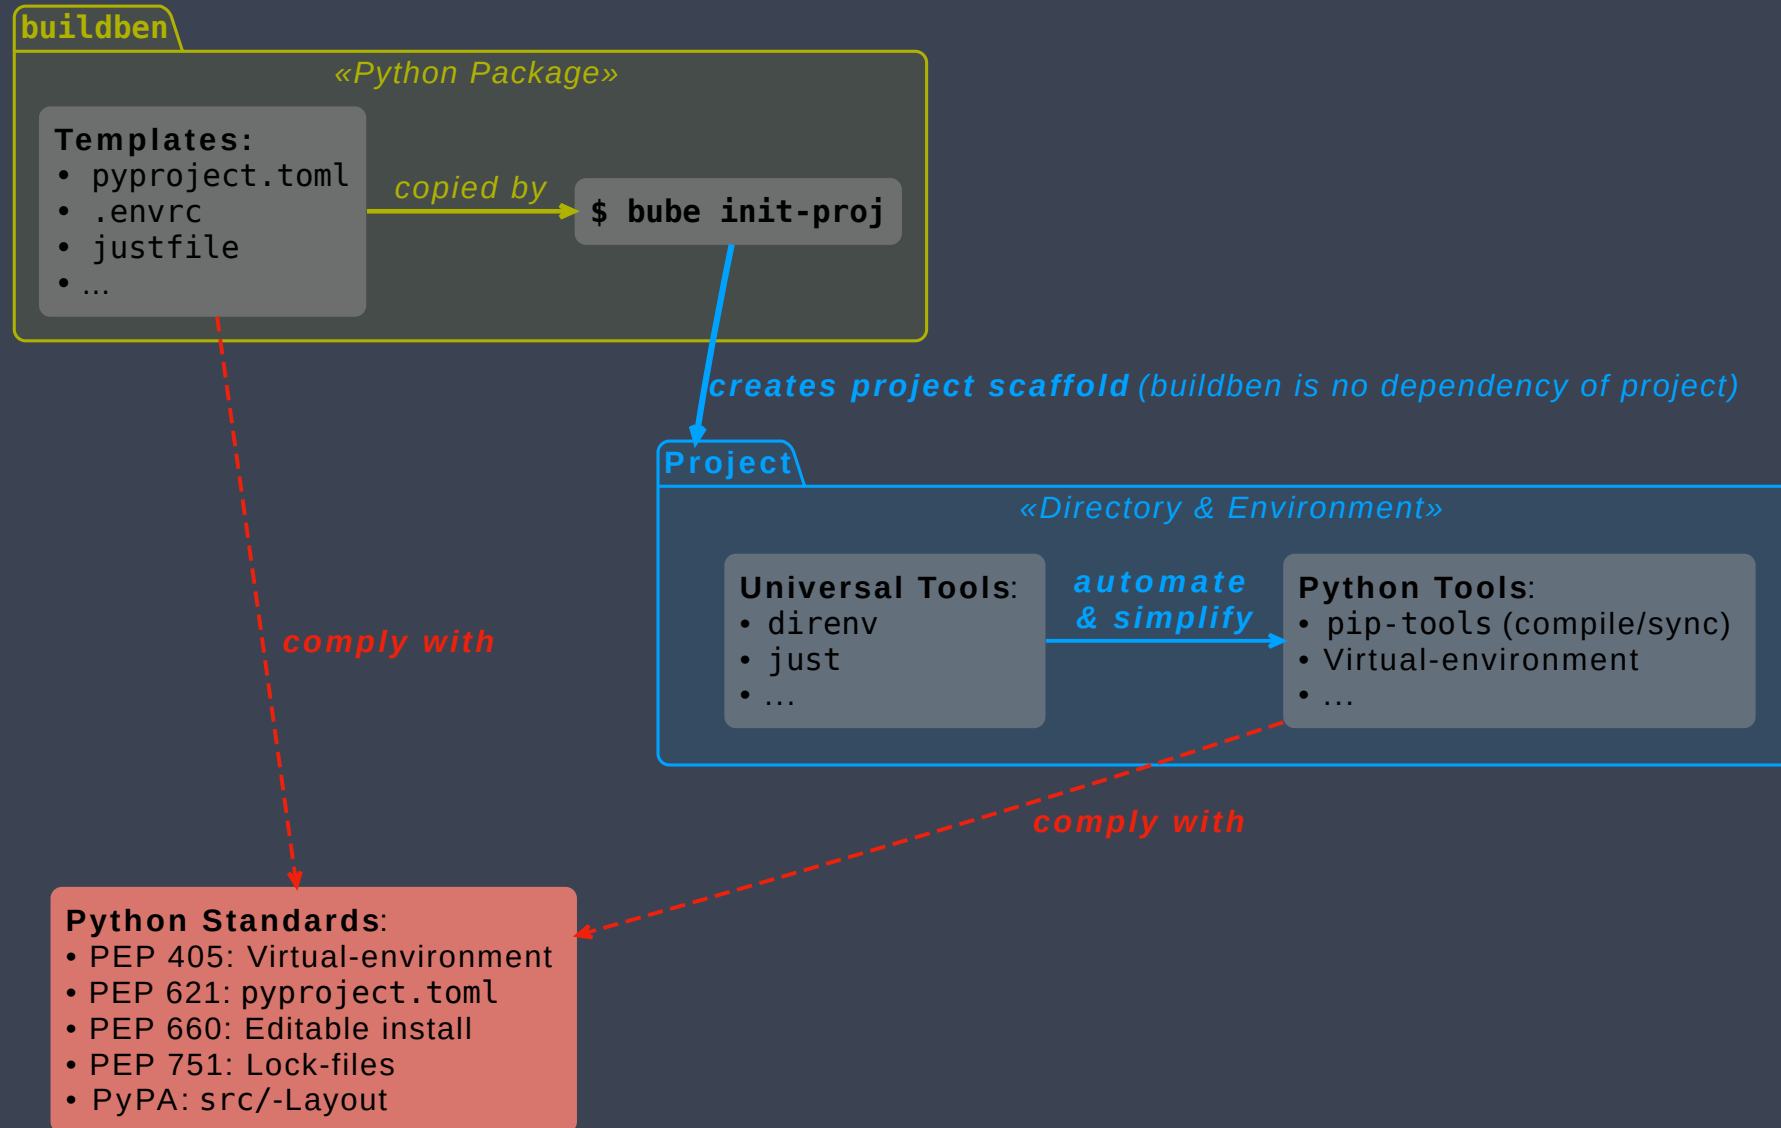 buildben
«Python Package»
Templates:
• pyproject.toml
• .envrc
• justfile
• ...
copied by
$ bube init-proj
creates project scaffold (buildben is no dependency of project)
Project
«Directory & Environment»
Universal Tools:
• direnv
• just
• ...
automate
& simplify
Python Tools:
• pip-tools (compile/sync)
• Virtual-environment
• ...
comply with
comply with
Python Standards:
• PEP 405: Virtual-environment
• PEP 621: pyproject.toml
• PEP 660: Editable install
• PEP 751: Lock-files
• PyPA: src/-Layout